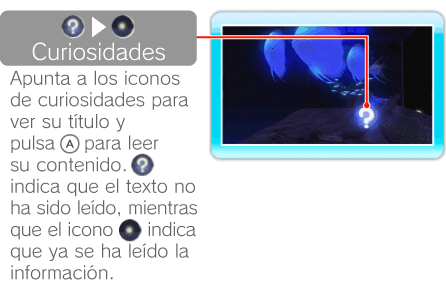 ? ▶
Curiosidades
Apunta a los iconos
de curiosidades para
ver su título y
pulsa Ⓐ para leer
su contenido. ?
indica que el texto no
ha sido leído, mientras
que el icono indica
que ya se ha leído la
información.
?